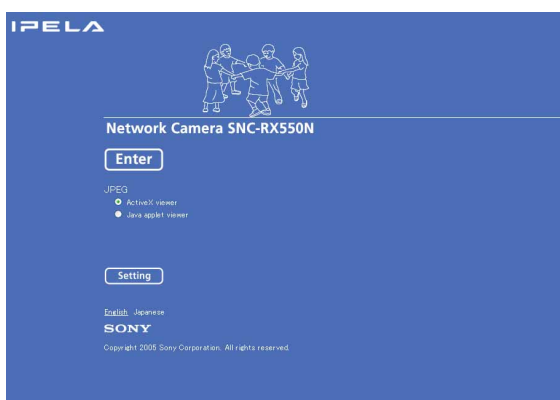 IPELA
Network Camera SNC-RX550N
Enter
JPEG
ActiveX viewer
Java applet viewer
Setting
English Japanese
SONY
Copyright 2005 Sony Corporation. All rights reserved.